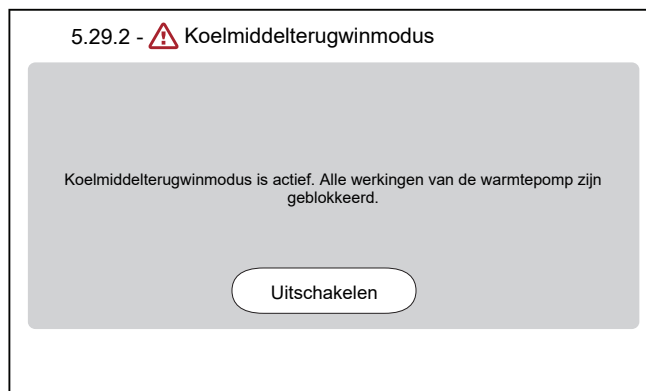 5.29.2 - Koelmiddelterugwinmodus
Koelmiddelterugwinmodus is actief. Alle werkingen van de warmtepomp zijn
geblokkeerd.
Uitschakelen